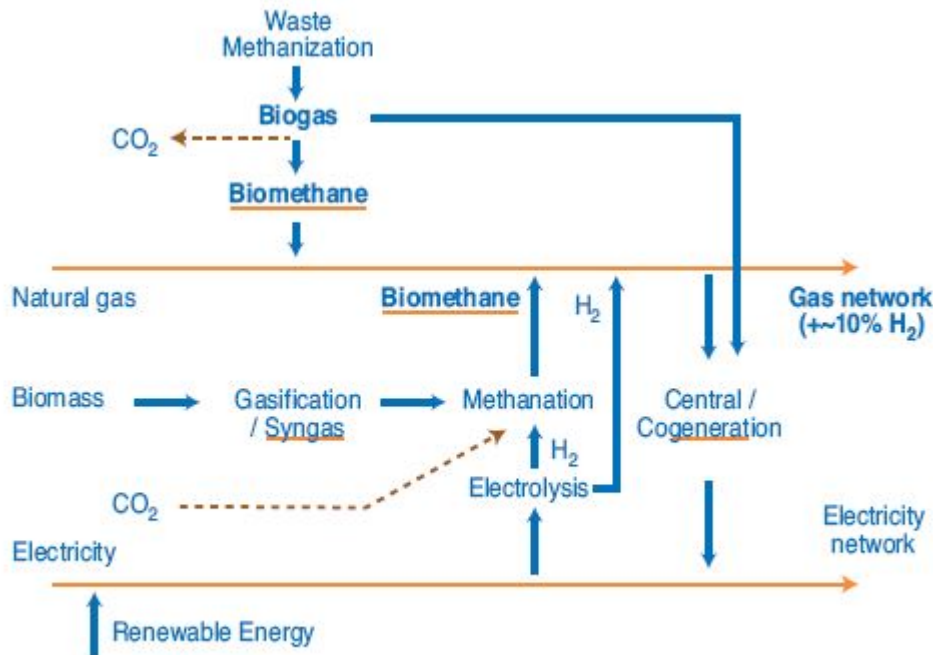 Waste
Methanization
Biogas
CO₂
Biomethane
Natural gas
Biomethane
H₂
Gas network
(+~10% H₂)
Biomass
Gasification
/ Syngas
Methanation
Central /
Cogeneration
H₂
Electrolysis
CO₂
Electricity
Electricity
network
Renewable Energy